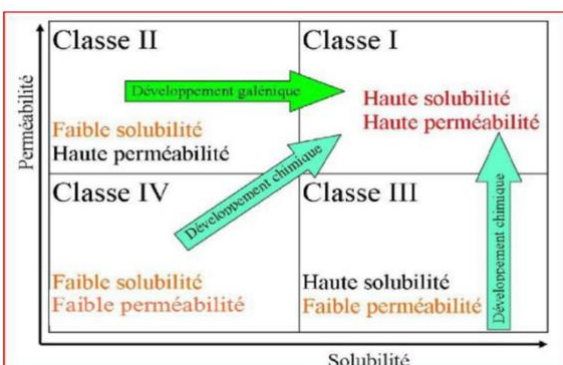 Classe II
Classe I
Développement galénique
Haute solubilité
Haute perméabilité
Faible solubilité
Haute perméabilité
Perméabilité
Développement chimique
Classe IV
Classe III
Développement chimique
Faible solubilité
Faible perméabilité
Haute solubilité
Faible perméabilité
Solubilité